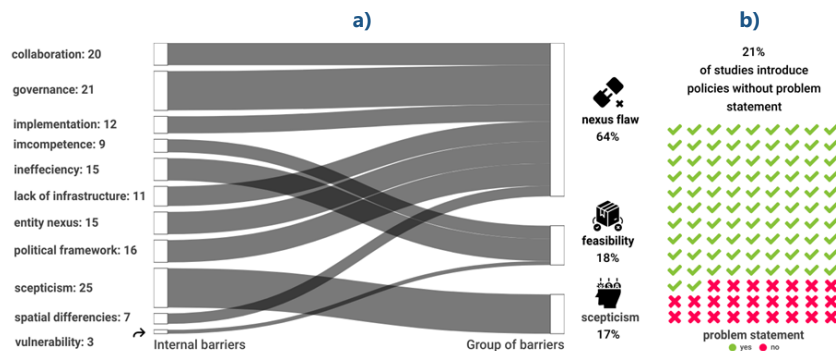 a)
collaboration: 20
governance: 21
implementation: 12
imcompetence: 9
ineffeciency: 15
lack of infrastructure: 11
entity nexus: 15
political framework: 16
scepticism: 25
spatial differencies: 7
vulnerability: 3
Internal barriers
Group of barriers
nexus flaw
64%
feasibility
18%
scepticism
17%
b)
21%
of studies introduce
policies without problem
statement
problem statement
yes no